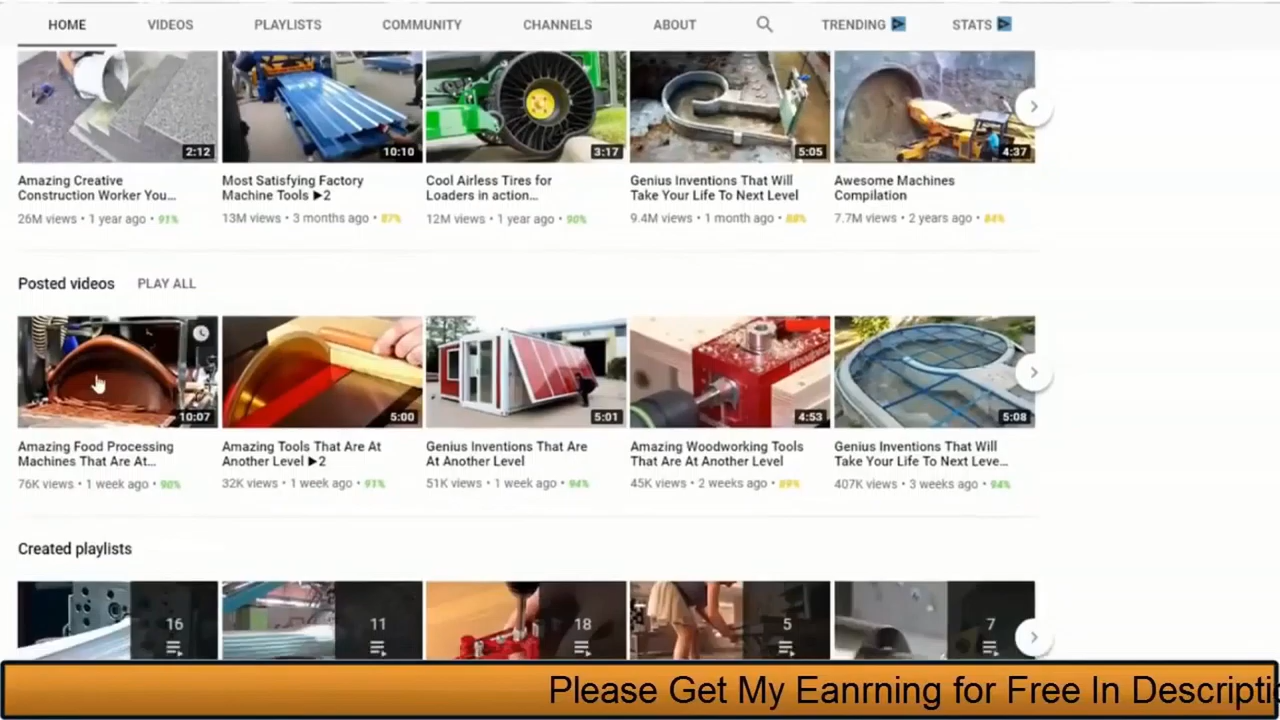 HOME VIDEOS PLAYLISTS COMMUNITY CHANNELS ABOUT TRENDING STATS
2:12 10:10 3:17 5:05 4:37
Amazing Creative
Construction Worker You...
26M views • 1 year ago • 91%
Most Satisfying Factory
Machine Tools ▶2
13M views • 3 months ago • 87%
Cool Airless Tires for
Loaders in action...
12M views • 1 year ago • 90%
Genius Inventions That Will
Take Your Life To Next Level
9.4M views • 1 month ago • 88%
Awesome Machines
Compilation
7.7M views • 2 years ago • 84%
Posted videos PLAY ALL
10:07 5:00 5:01 4:53 5:08
Amazing Food Processing
Machines That Are At...
76K views • 1 week ago • 90%
Amazing Tools That Are At
Another Level ▶2
32K views • 1 week ago • 91%
Genius Inventions That Are
At Another Level
51K views • 1 week ago • 94%
Amazing Woodworking Tools
That Are At Another Level
45K views • 2 weeks ago • 89%
Genius Inventions That Will
Take Your Life To Next Leve...
407K views • 3 weeks ago • 94%
Created playlists
16 11 18 5 7
Please Get My Eanrning for Free In Descripti